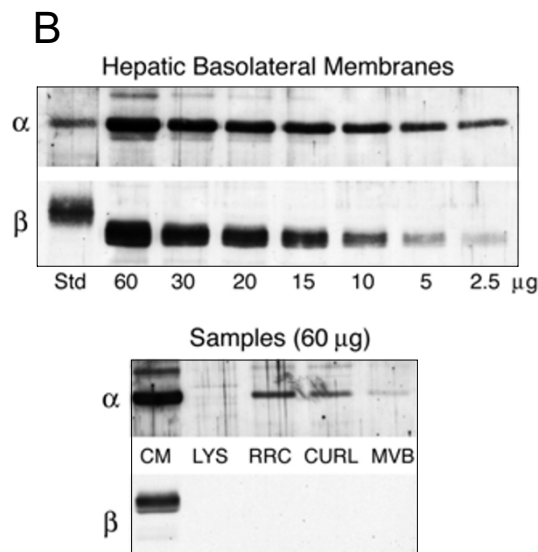 B
Hepatic Basolateral Membranes
α
β
Std 60 30 20 15 10 5 2.5 μg
Samples (60 μg)
α
CM LYS RRC CURL MVB
β